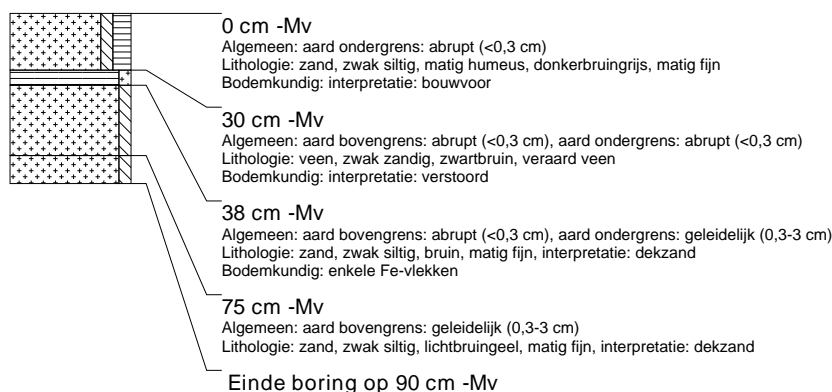 0 cm -Mv
Algemeen: aard ondergrens: abrupt (<0,3 cm)
Lithologie: zand, zwak siltig, matig humeus, donkerbruingrijs, matig fijn
Bodemkundig: interpretatie: bouwvoor
30 cm -Mv
Algemeen: aard bovengrens: abrupt (<0,3 cm), aard ondergrens: abrupt (<0,3 cm)
Lithologie: veen, zwak zandig, zwartbruin, veraard veen
Bodemkundig: interpretatie: verstoord
38 cm -Mv
Algemeen: aard bovengrens: abrupt (<0,3 cm), aard ondergrens: geleidelijk (0,3-3 cm)
Lithologie: zand, zwak siltig, bruin, matig fijn, interpretatie: dekzand
Bodemkundig: enkele Fe-vlekken
75 cm -Mv
Algemeen: aard bovengrens: geleidelijk (0,3-3 cm)
Lithologie: zand, zwak siltig, lichtbruingeel, matig fijn, interpretatie: dekzand
Einde boring op 90 cm -Mv